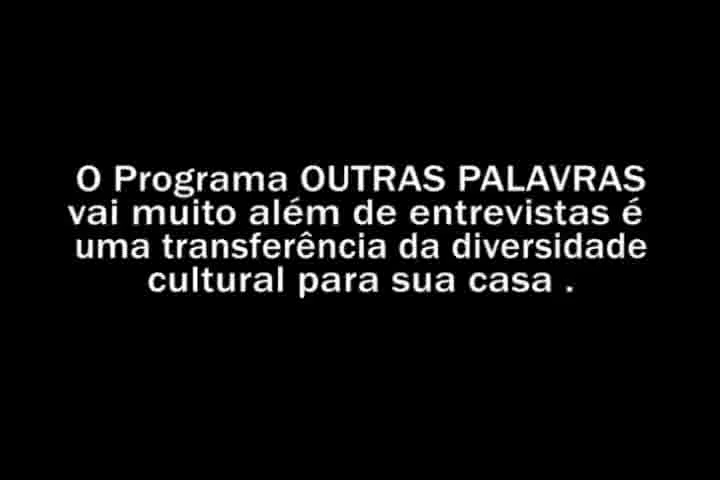 O Programa OUTRAS PALAVRAS
vai muito além de entrevistas é
uma transferência da diversidade
cultural para sua casa .